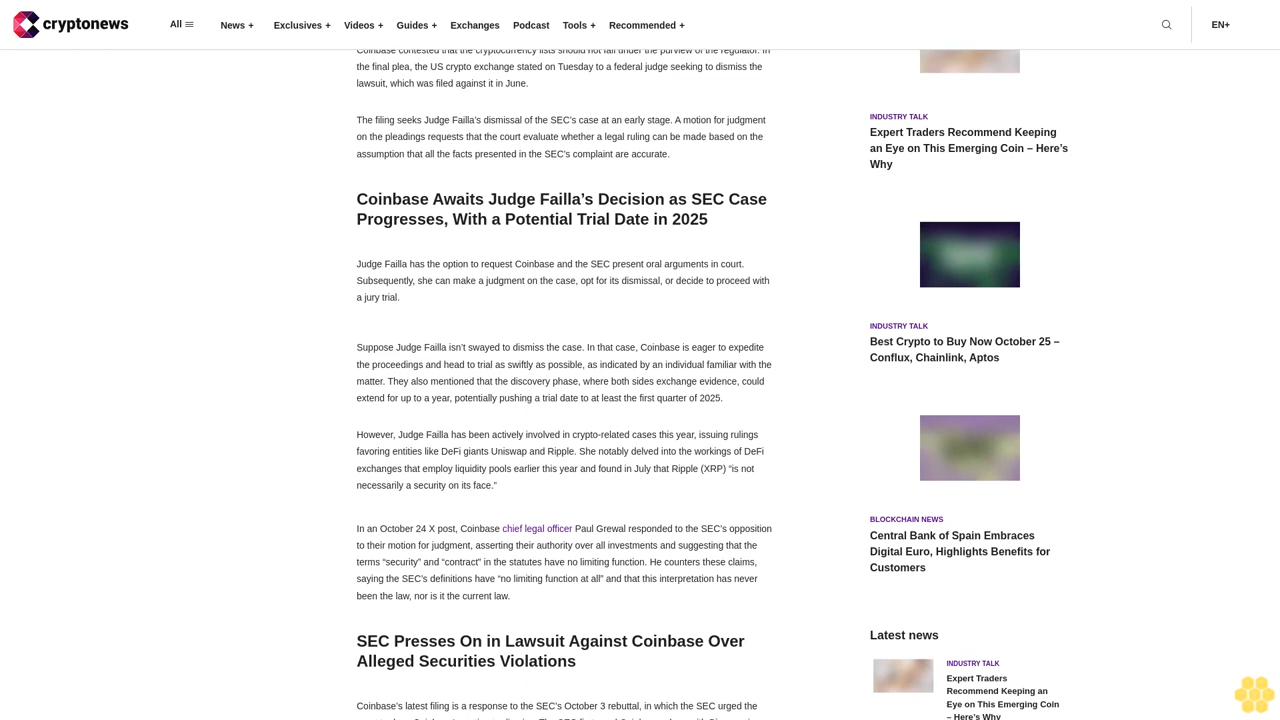 cryptonews
All
News +
Exclusives +
Videos +
Guides +
Exchanges
Podcast
Tools +
Recommended +
EN+
Coinbase contested that the cryptocurrency lists should not fall under the purview of the regulator. In
the final plea, the US crypto exchange stated on Tuesday to a federal judge seeking to dismiss the
lawsuit, which was filed against it in June.
The filing seeks Judge Failla’s dismissal of the SEC’s case at an early stage. A motion for judgment
on the pleadings requests that the court evaluate whether a legal ruling can be made based on the
assumption that all the facts presented in the SEC’s complaint are accurate.
Coinbase Awaits Judge Failla’s Decision as SEC Case
Progresses, With a Potential Trial Date in 2025
Judge Failla has the option to request Coinbase and the SEC present oral arguments in court.
Subsequently, she can make a judgment on the case, opt for its dismissal, or decide to proceed with
a jury trial.
Suppose Judge Failla isn’t swayed to dismiss the case. In that case, Coinbase is eager to expedite
the proceedings and head to trial as swiftly as possible, as indicated by an individual familiar with the
matter. They also mentioned that the discovery phase, where both sides exchange evidence, could
extend for up to a year, potentially pushing a trial date to at least the first quarter of 2025.
However, Judge Failla has been actively involved in crypto-related cases this year, issuing rulings
favoring entities like DeFi giants Uniswap and Ripple. She notably delved into the workings of DeFi
exchanges that employ liquidity pools earlier this year and found in July that Ripple (XRP) “is not
necessarily a security on its face.”
In an October 24 X post, Coinbase chief legal officer Paul Grewal responded to the SEC’s opposition
to their motion for judgment, asserting their authority over all investments and suggesting that the
terms “security” and “contract” in the statutes have no limiting function. He counters these claims,
saying the SEC’s definitions have “no limiting function at all” and that this interpretation has never
been the law, nor is it the current law.
SEC Presses On in Lawsuit Against Coinbase Over
Alleged Securities Violations
Coinbase’s latest filing is a response to the SEC’s October 3 rebuttal, in which the SEC urged the
INDUSTRY TALK
Expert Traders Recommend Keeping
an Eye on This Emerging Coin – Here’s
Why
INDUSTRY TALK
Best Crypto to Buy Now October 25 –
Conflux, Chainlink, Aptos
BLOCKCHAIN NEWS
Central Bank of Spain Embraces
Digital Euro, Highlights Benefits for
Customers
Latest news
INDUSTRY TALK
Expert Traders
Recommend Keeping an
Eye on This Emerging Coin
– Here’s Why